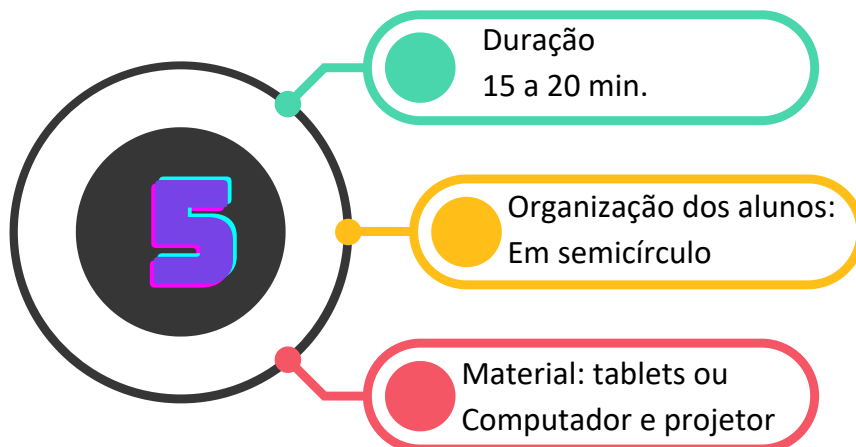 5
Duração
15 a 20 min.
Organização dos alunos:
Em semicírculo
Material: tablets ou
Computador e projetor